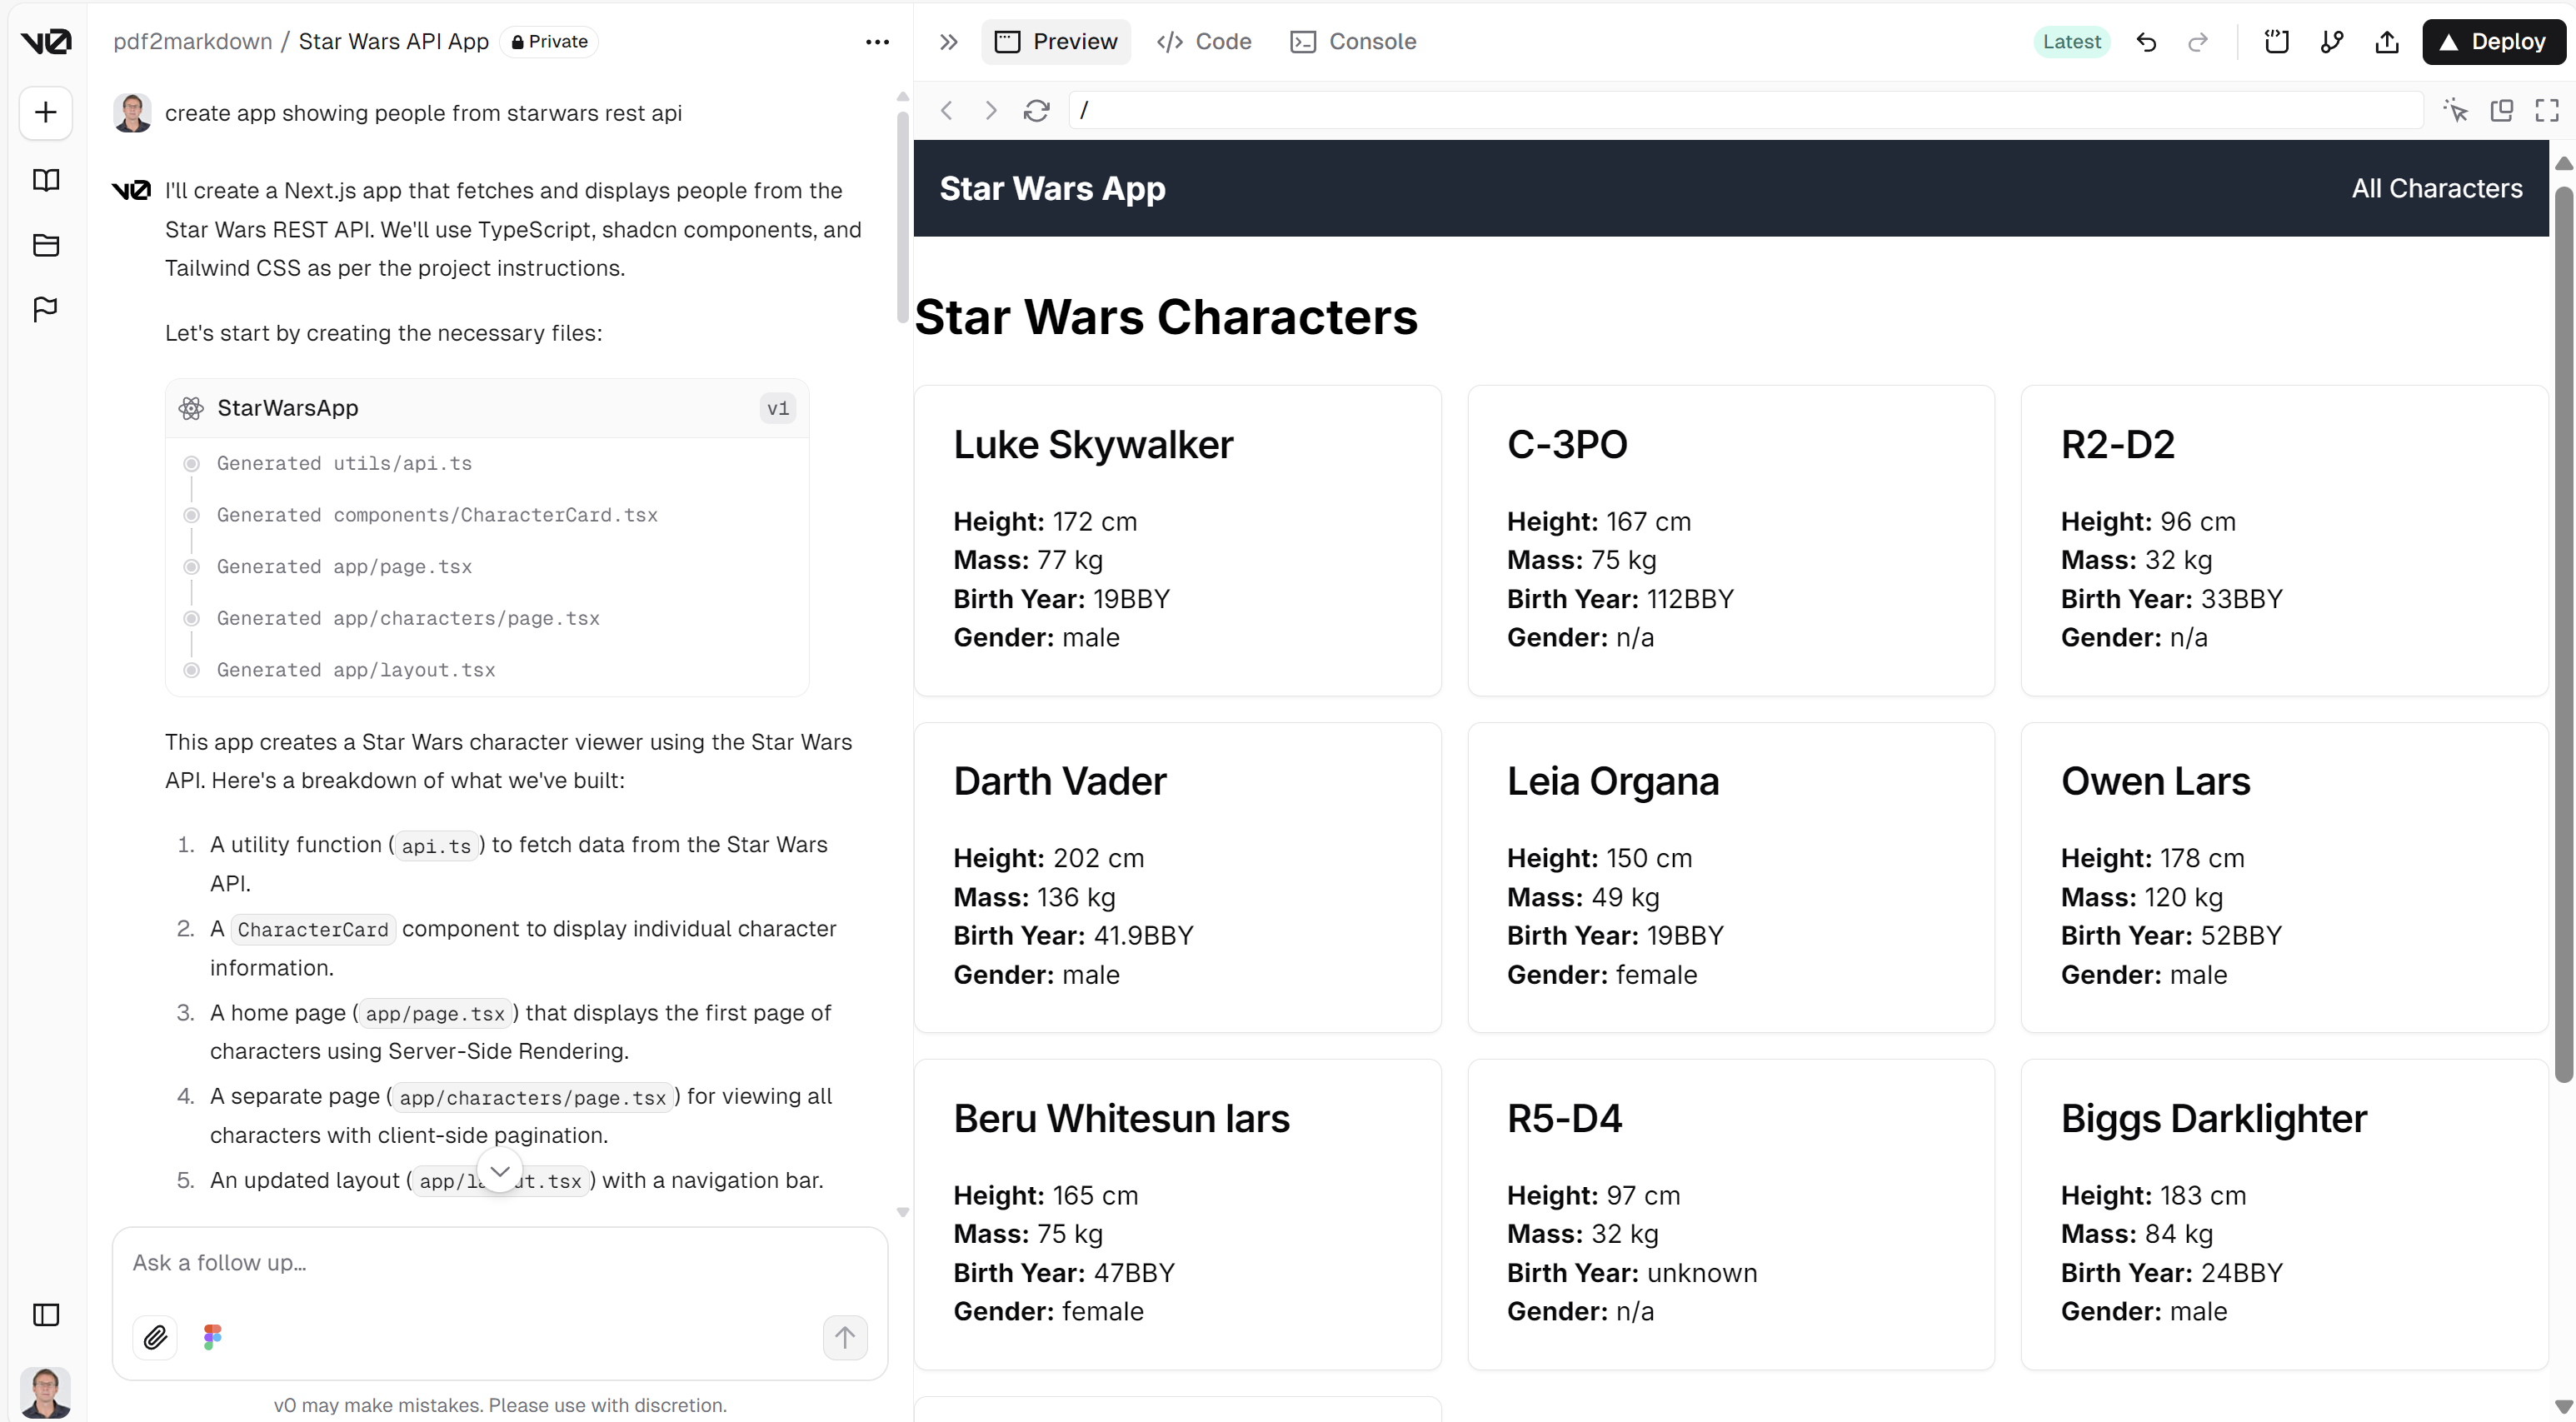 v0
pdf2markdown / Star Wars API App Private
create app showing people from starwars rest api
v0 I'll create a Next.js app that fetches and displays people from the
Star Wars REST API. We'll use TypeScript, shadcn components, and
Tailwind CSS as per the project instructions.
Let's start by creating the necessary files:
StarWarsApp v1
Generated utils/api.ts
Generated components/CharacterCard.tsx
Generated app/page.tsx
Generated app/characters/page.tsx
Generated app/layout.tsx
This app creates a Star Wars character viewer using the Star Wars
API. Here's a breakdown of what we've built:
1. A utility function (api.ts) to fetch data from the Star Wars
API.
2. A CharacterCard component to display individual character
information.
3. A home page (app/page.tsx) that displays the first page of
characters using Server-Side Rendering.
4. A separate page (app/characters/page.tsx) for viewing all
characters with client-side pagination.
5. An updated layout (app/la ut.tsx) with a navigation bar.
Ask a follow up...
v0 may make mistakes. Please use with discretion.
Preview Code Console Latest Deploy
/
Star Wars App All Characters
Star Wars Characters
Luke Skywalker
Height: 172 cm
Mass: 77 kg
Birth Year: 19BBY
Gender: male
C-3PO
Height: 167 cm
Mass: 75 kg
Birth Year: 112BBY
Gender: n/a
R2-D2
Height: 96 cm
Mass: 32 kg
Birth Year: 33BBY
Gender: n/a
Darth Vader
Height: 202 cm
Mass: 136 kg
Birth Year: 41.9BBY
Gender: male
Leia Organa
Height: 150 cm
Mass: 49 kg
Birth Year: 19BBY
Gender: female
Owen Lars
Height: 178 cm
Mass: 120 kg
Birth Year: 52BBY
Gender: male
Beru Whitesun lars
Height: 165 cm
Mass: 75 kg
Birth Year: 47BBY
Gender: female
R5-D4
Height: 97 cm
Mass: 32 kg
Birth Year: unknown
Gender: n/a
Biggs Darklighter
Height: 183 cm
Mass: 84 kg
Birth Year: 24BBY
Gender: male